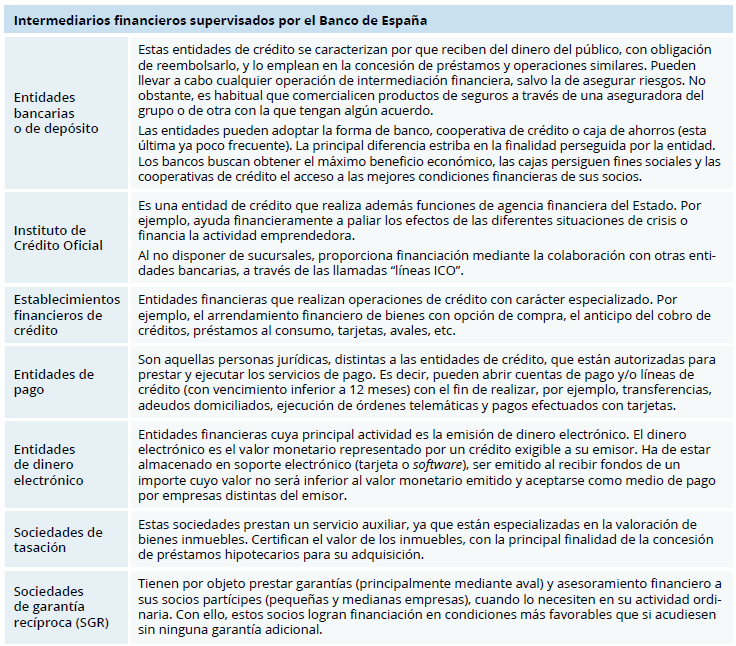 Intermediarios financieros supervisados por el Banco de España
Entidades
bancarias
o de depósito
Estas entidades de crédito se caracterizan por que reciben del dinero del público, con obligación
de reembolsarlo, y lo emplean en la concesión de préstamos y operaciones similares. Pueden
llevar a cabo cualquier operación de intermediación financiera, salvo la de asegurar riesgos. No
obstante, es habitual que comercialicen productos de seguros a través de una aseguradora del
grupo o de otra con la que tengan algún acuerdo.
Las entidades pueden adoptar la forma de banco, cooperativa de crédito o caja de ahorros (esta
última ya poco frecuente). La principal diferencia estriba en la finalidad perseguida por la entidad.
Los bancos buscan obtener el máximo beneficio económico, las cajas persiguen fines sociales y las
cooperativas de crédito el acceso a las mejores condiciones financieras de sus socios.
Instituto de
Crédito Oficial
Es una entidad de crédito que realiza además funciones de agencia financiera del Estado. Por
ejemplo, ayuda financieramente a paliar los efectos de las diferentes situaciones de crisis o
financia la actividad emprendedora.
Al no disponer de sucursales, proporciona financiación mediante la colaboración con otras enti-
dades bancarias, a través de las llamadas “líneas ICO”.
Establecimientos
financieros de
crédito
Entidades financieras que realizan operaciones de crédito con carácter especializado. Por
ejemplo, el arrendamiento financiero de bienes con opción de compra, el anticipo del cobro de
créditos, préstamos al consumo, tarjetas, avales, etc.
Entidades de
pago
Son aquellas personas jurídicas, distintas a las entidades de crédito, que están autorizadas para
prestar y ejecutar los servicios de pago. Es decir, pueden abrir cuentas de pago y/o líneas de
crédito (con vencimiento inferior a 12 meses) con el fin de realizar, por ejemplo, transferencias,
adeudos domiciliados, ejecución de órdenes telemáticas y pagos efectuados con tarjetas.
Entidades
de dinero
electrónico
Entidades financieras cuya principal actividad es la emisión de dinero electrónico. El dinero
electrónico es el valor monetario representado por un crédito exigible a su emisor. Ha de estar
almacenado en soporte electrónico (tarjeta o software), ser emitido al recibir fondos de un
importe cuyo valor no será inferior al valor monetario emitido y aceptarse como medio de pago
por empresas distintas del emisor.
Sociedades de
tasación
Estas sociedades prestan un servicio auxiliar, ya que están especializadas en la valoración de
bienes inmuebles. Certifican el valor de los inmuebles, con la principal finalidad de la concesión
de préstamos hipotecarios para su adquisición.
Sociedades
de garantía
recíproca (SGR)
Tienen por objeto prestar garantías (principalmente mediante aval) y asesoramiento financiero a
sus socios partícipes (pequeñas y medianas empresas), cuando lo necesiten en su actividad ordi-
naria. Con ello, estos socios logran financiación en condiciones más favorables que si acudiesen
sin ninguna garantía adicional.